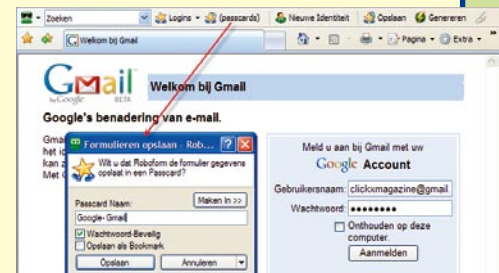 Zoeken Logins (passcards) Nieuwe Identiteit Opslaan Genereren
Welkom bij Gmail Pagina Extra
Gmail by Google BETA
Welkom bij Gmail
Google's benadering van e-mail.
Formulieren opslaan - Rob...
Wilt u dat Roboform de formulier gegevens
opslaat in een Passcard?
Passcard Naam: Maken In >>
Google- Gmail
Wachtwoord-Beveilig
Opslaan als Bookmark
Opslaan Annuleren
Meld u aan bij Gmail met uw
Google Account
Gebruikersnaam: clickxmagazine@gmail
Wachtwoord:
Onthouden op deze
computer.
Aanmelden